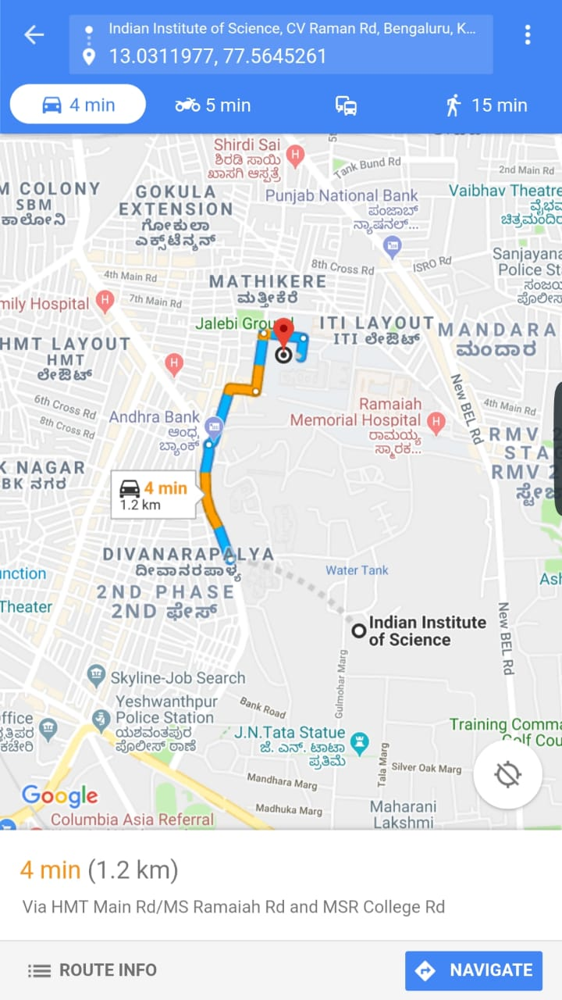 Indian Institute of Science, CV Raman Rd, Bengaluru, K...
13.0311977, 77.5645261
4 min
5 min
15 min
Shirdi Sai
ಶಿರಡಿ ಸಾಯಿ
ಖಾಸಗಿ ಆಸ್ಪತ್ರೆ
Tank Bund Rd
2nd Main Rd
M COLONY
SBM
ಕಾಲೋನಿ
GOKULA
EXTENSION
ಗೋಕುಲಾ
ಎಕ್ಸ್‌ಟೆನ್ಶನ್
Punjab National Bank
ಪಂಜಾಬ್
ನ್ಯಾಷನಲ್...
Vaibhav Theatre
ವೈಭವ
ಚಿತ್ರಮಂದಿರ
Sanjayana
Police St
ಸಂಜಯ
ಪೊಲೀಸ
8th Cross Rd
ISRO Rd
4th Main Rd
7th Main Rd
MATHIKERE
ಮತ್ತೀಕೆರೆ
mily Hospital
Jalebi Grou
ITI LAYOUT
ITI ಲೇಔಟ್
MANDARA
ಮಂದಾರ
HMT LAYOUT
HMT
ಲೇಔಟ್
6th Cross Rd
8th Cross Rd
Andhra Bank
ಆಂಧ್ರ
ಬ್ಯಾಂಕ್
Ramaiah
Memorial Hospital
ರಾಮಯ್ಯ
ಸ್ಮಾರಕ...
New BEL Rd
4th Main Rd
RMV
STA
RMV 2
ಸ್ಟೇಜ
K NAGAR
BK ನಗರ
4 min
1.2 km
DIVANARAPALYA
ದೀವಾನರಪಾಳ್ಯ
2ND PHASE
2ND ಫೇಸ್
unction
Theater
Water Tank
Ash
Indian Institute
of Science
New BEL Rd
Gulmohar Marg
Skyline-Job Search
Yeshwanthpur
Police Station
ಯಶವಂತಪುರ
ಪೊಲೀಸ್ ಠಾಣೆ
Bank Road
office
ಕಚೇರಿ
J.N.Tata Statue
ಜೆ. ಎನ್. ಟಾಟಾ
ಪ್ರತಿಮೆ
Training Comma
Golf Cou
Tala Marg
Silver Oak Marg
Mandhara Marg
Madhuka Marg
Maharani
Lakshmi
Google
Columbia Asia Referral
4 min (1.2 km)
Via HMT Main Rd/MS Ramaiah Rd and MSR College Rd
ROUTE INFO
NAVIGATE